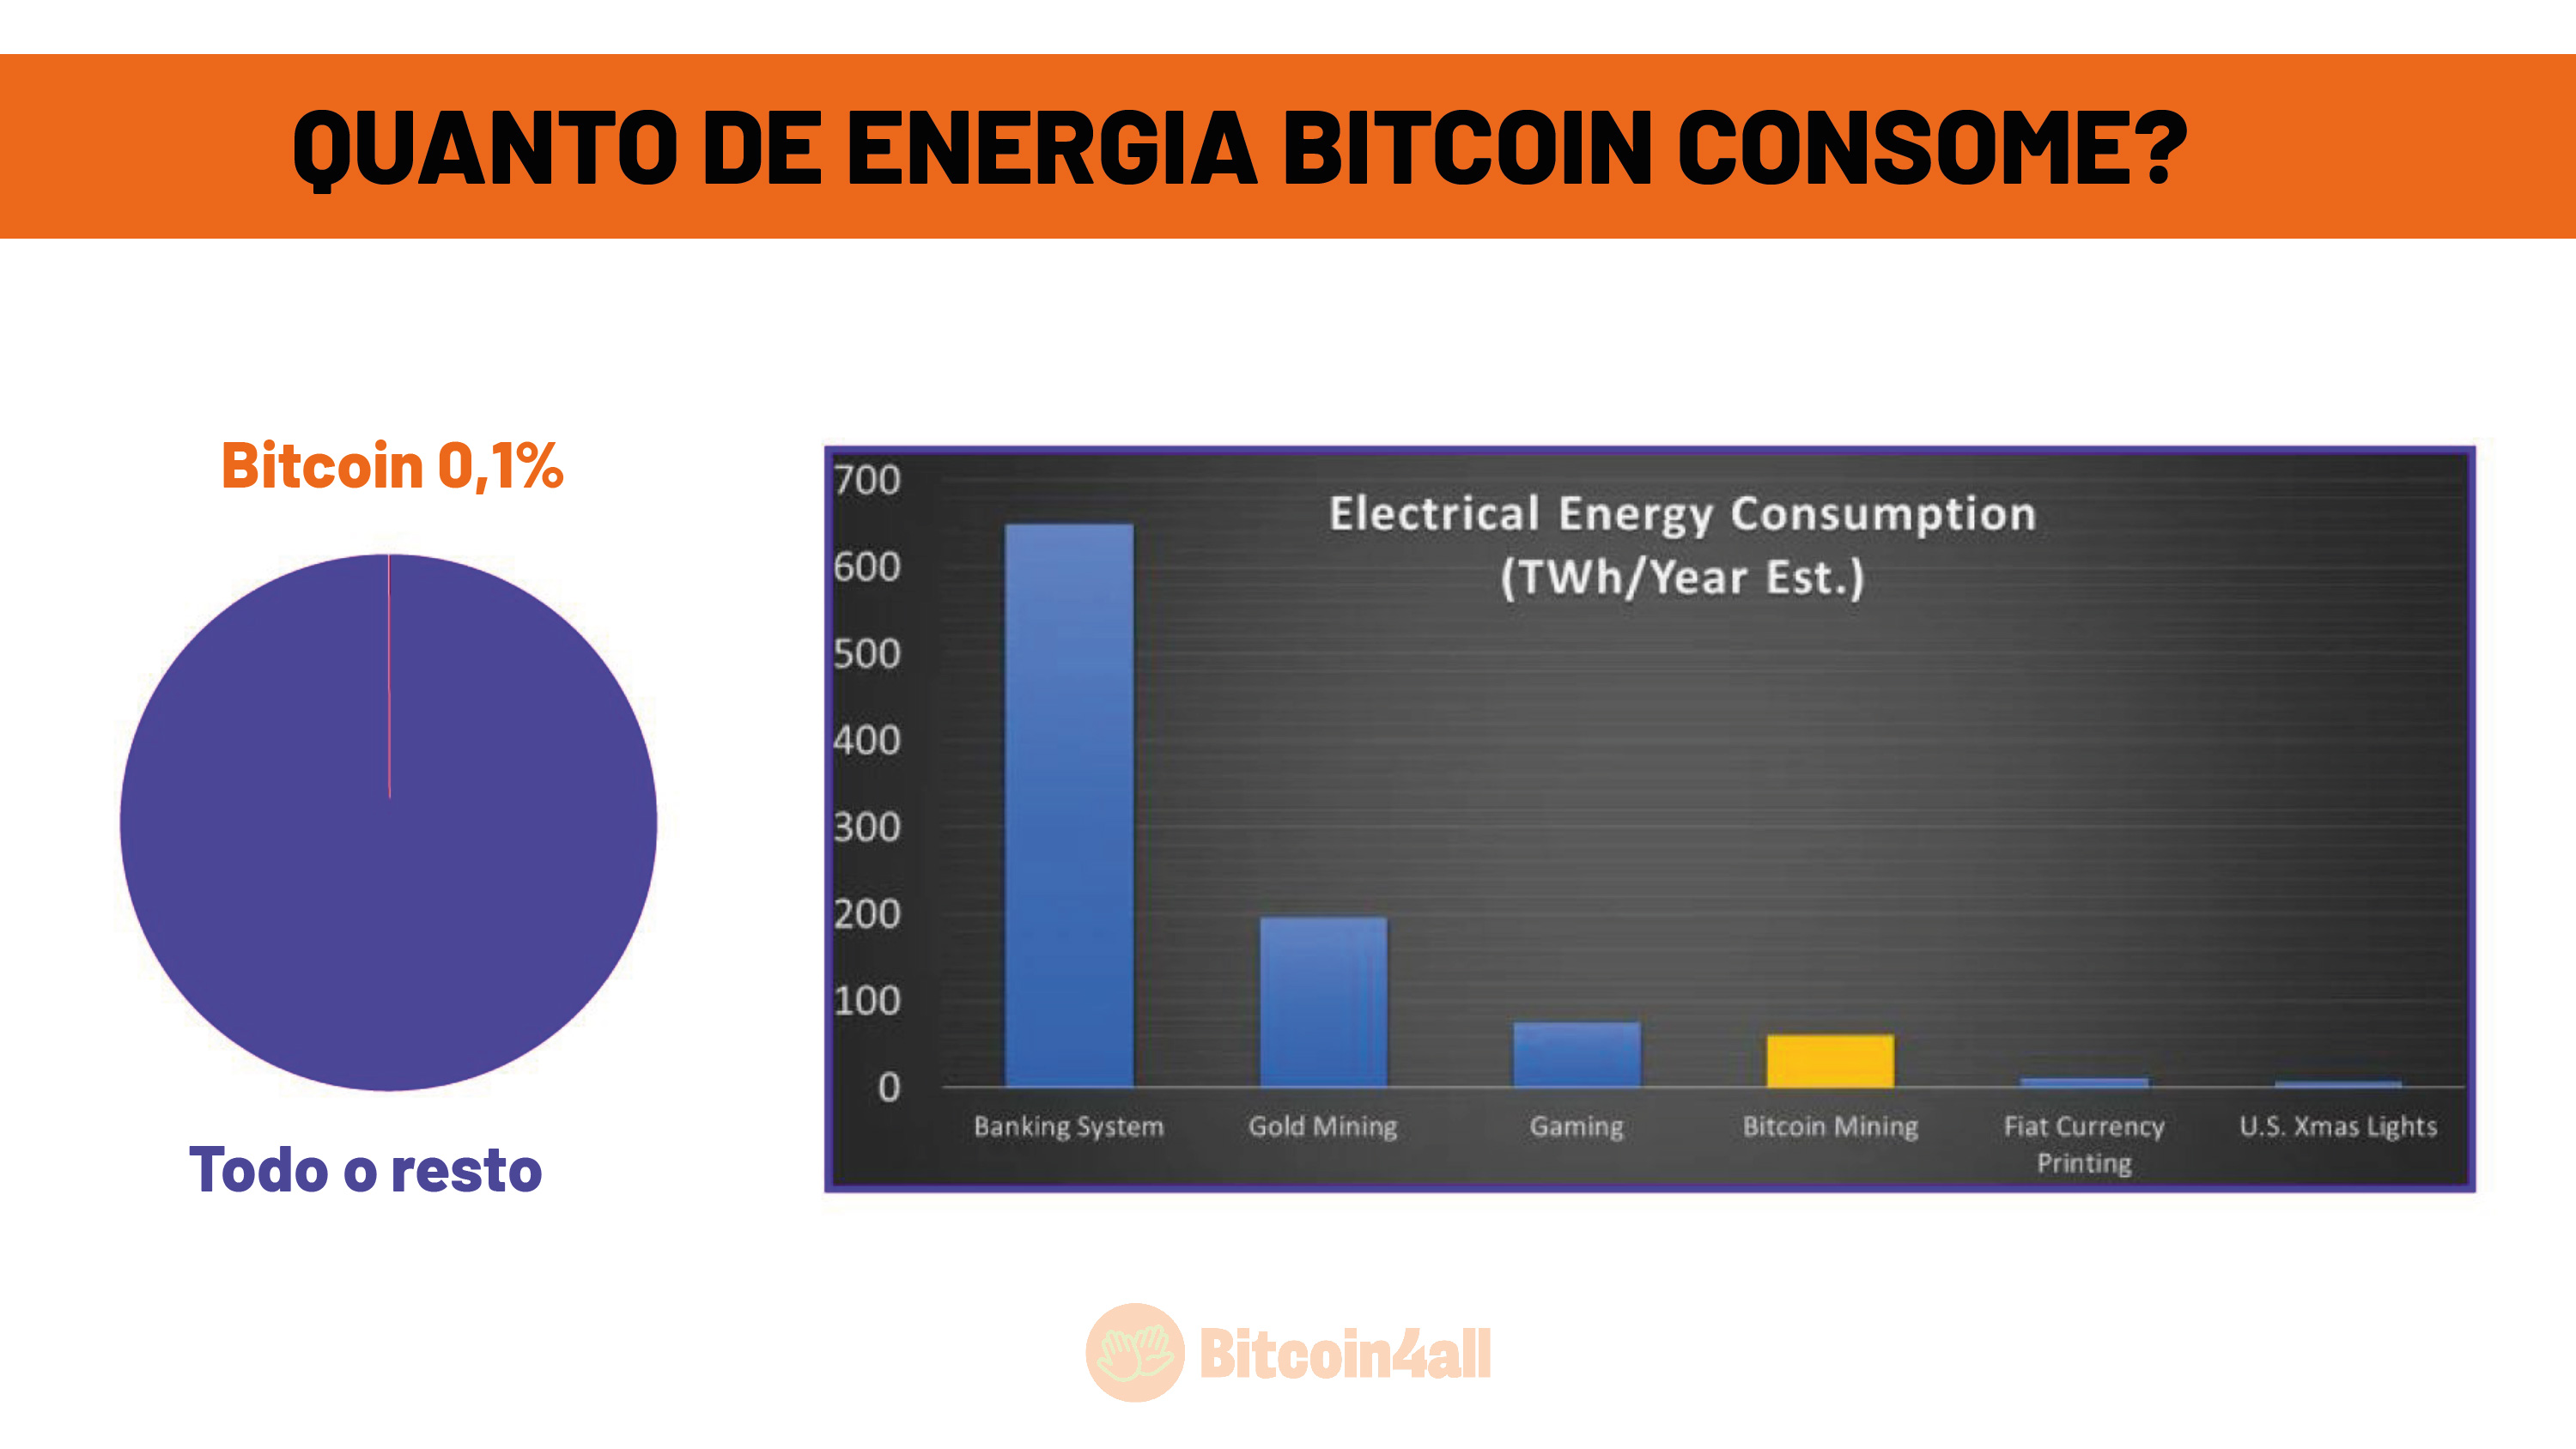 QUANTO DE ENERGIA BITCOIN CONSOME?
Bitcoin 0,1%
Todo o resto
Electrical Energy Consumption
(TWh/Year Est.)
700
600
500
400
300
200
100
0
Banking System
Gold Mining
Gaming
Bitcoin Mining
Fiat Currency
Printing
U.S. Xmas Lights
Bitcoin4all